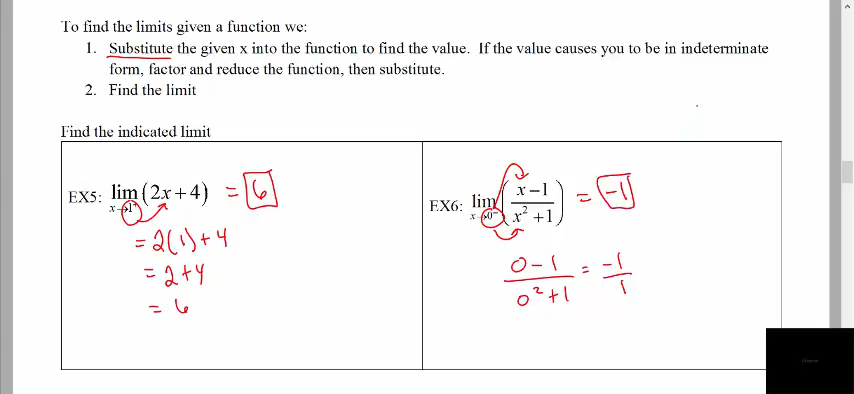 To find the limits given a function we:
1. Substitute the given x into the function to find the value. If the value causes you to be in indeterminate
form, factor and reduce the function, then substitute.
2. Find the limit
Find the indicated limit
EX5: lim x→1⁺ (2x+4) = 6
= 2(1)+4
= 2+4
= 6
EX6: lim x→0⁻ ((x−1)/(x²+1)) = −1
(0−1)/(0²+1) = −1/1